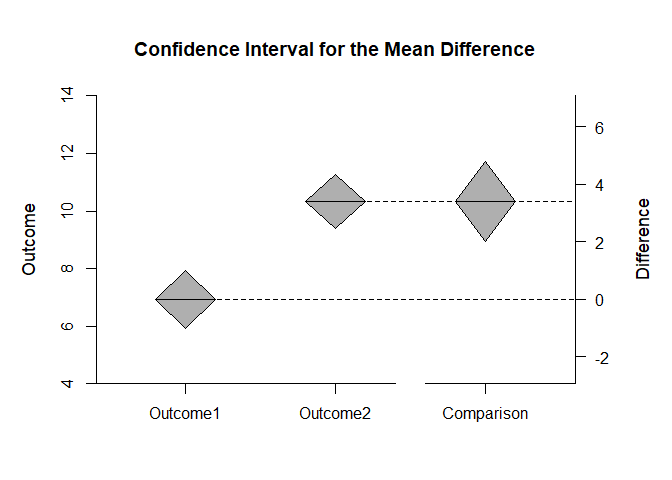 Confidence Interval for the Mean Difference
Outcome
14
12
10
8
6
4
Outcome1
Outcome2
Comparison
6
4
2
0
-2
Difference